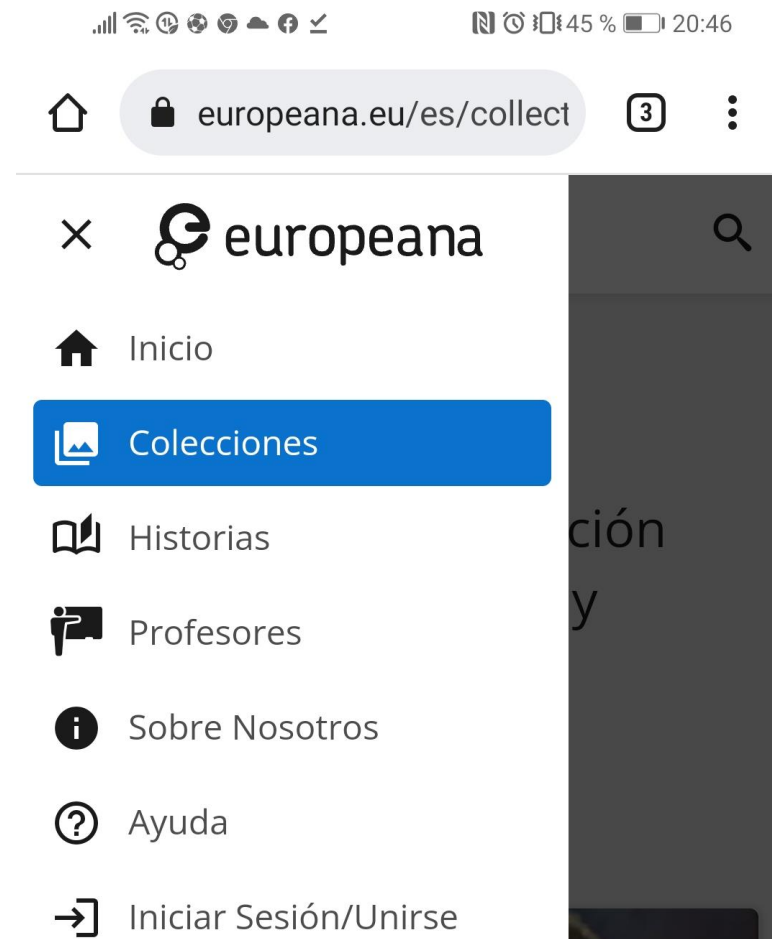 45 % 20:46
europeana.eu/es/collect
3
europeana
Inicio
Colecciones
Historias
ción
y
Profesores
Sobre Nosotros
Ayuda
Iniciar Sesión/Unirse